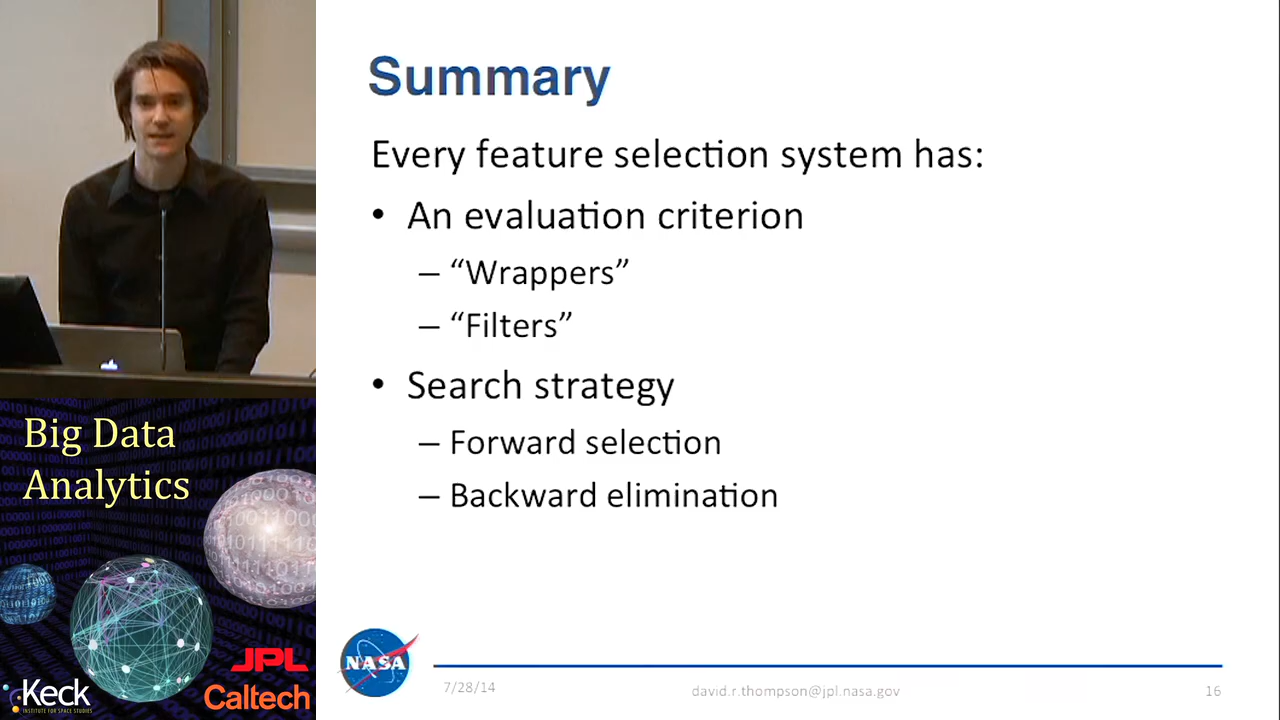 Summary
Every feature selection system has:
• An evaluation criterion
– “Wrappers”
– “Filters”
• Search strategy
– Forward selection
– Backward elimination
Big Data
Analytics
JPL
Keck
INSTITUTE FOR SPACE STUDIES
Caltech
NASA
7/28/14
david.r.thompson@jpl.nasa.gov
16